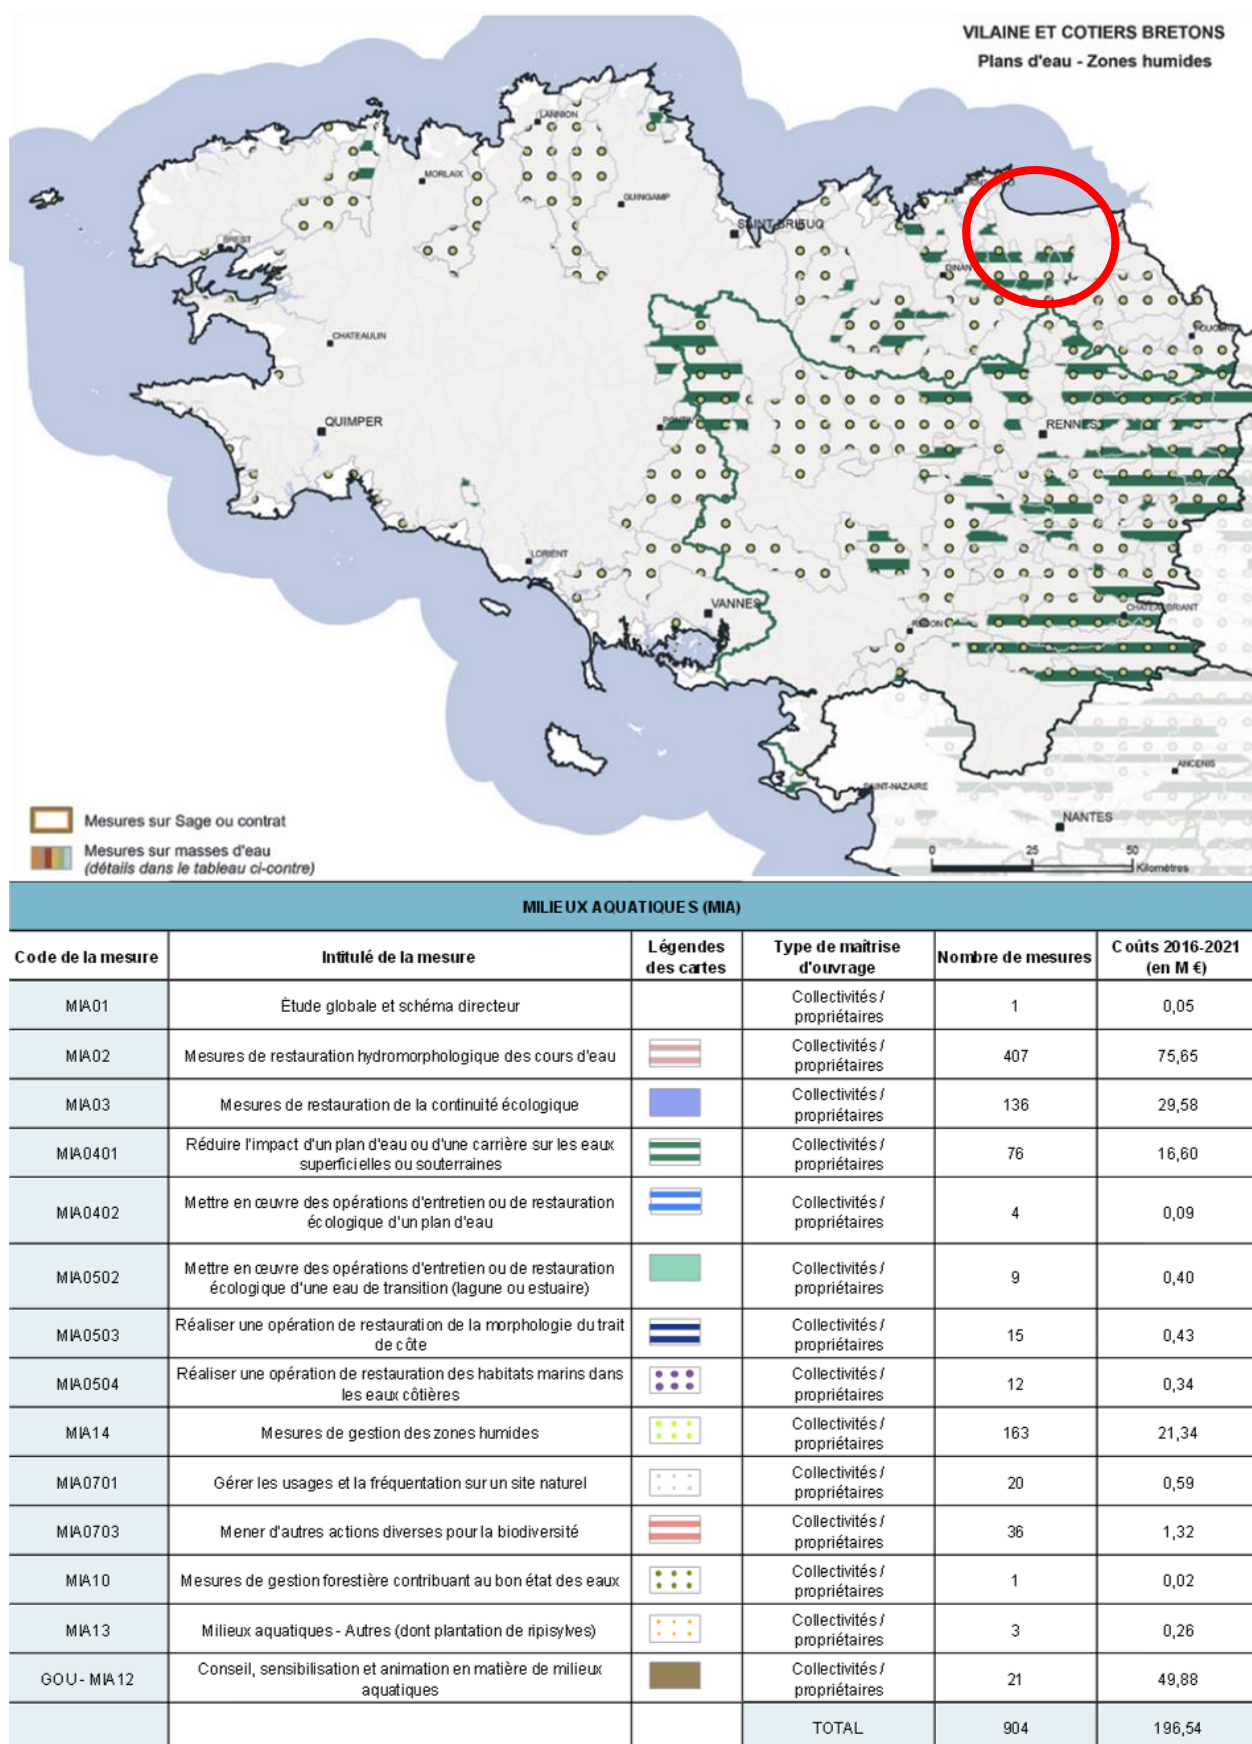 VILAINE ET COTIERS BRETONS
Plans d'eau - Zones humides
LANNION
MORLAIX
GUINGAMP
SAINT-BRIEUC
BREST
DINAN
CHATEAULIN
QUIMPER
RENNES
LORIENT
VANNES
REDON
CHATEAUBRIANT
ANCENIS
SAINT-NAZAIRE
NANTES
0 25 50
Kilomètres
Mesures sur Sage ou contrat
Mesures sur masses d'eau
(détails dans le tableau ci-contre)
MILIEUX AQUATIQUES (MIA)
Code de la mesure Intitulé de la mesure Légendes des cartes Type de maîtrise d'ouvrage Nombre de mesures Coûts 2016-2021 (en M €)
MIA01 Étude globale et schéma directeur Collectivités / propriétaires 1 0,05
MIA02 Mesures de restauration hydromorphologique des cours d'eau Collectivités / propriétaires 407 75,65
MIA03 Mesures de restauration de la continuité écologique Collectivités / propriétaires 136 29,58
MIA0401 Réduire l'impact d'un plan d'eau ou d'une carrière sur les eaux superficielles ou souterraines Collectivités / propriétaires 76 16,60
MIA0402 Mettre en œuvre des opérations d'entretien ou de restauration écologique d'un plan d'eau Collectivités / propriétaires 4 0,09
MIA0502 Mettre en œuvre des opérations d'entretien ou de restauration écologique d'une eau de transition (lagune ou estuaire) Collectivités / propriétaires 9 0,40
MIA0503 Réaliser une opération de restauration de la morphologie du trait de côte Collectivités / propriétaires 15 0,43
MIA0504 Réaliser une opération de restauration des habitats marins dans les eaux côtières Collectivités / propriétaires 12 0,34
MIA14 Mesures de gestion des zones humides Collectivités / propriétaires 163 21,34
MIA0701 Gérer les usages et la fréquentation sur un site naturel Collectivités / propriétaires 20 0,59
MIA0703 Mener d'autres actions diverses pour la biodiversité Collectivités / propriétaires 36 1,32
MIA10 Mesures de gestion forestière contribuant au bon état des eaux Collectivités / propriétaires 1 0,02
MIA13 Milieux aquatiques - Autres (dont plantation de ripisylves) Collectivités / propriétaires 3 0,26
GOU - MIA12 Conseil, sensibilisation et animation en matière de milieux aquatiques Collectivités / propriétaires 21 49,88
TOTAL 904 196,54